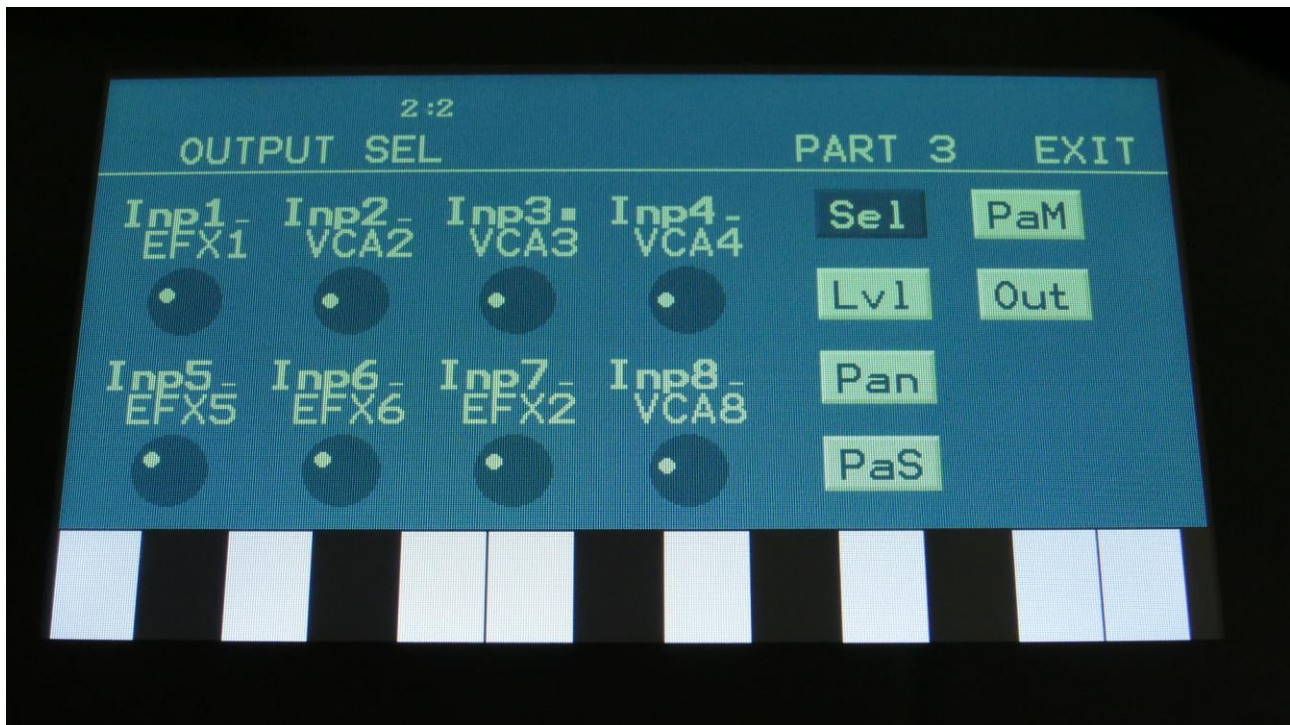 2:2
OUTPUT SEL PART 3 EXIT
Inp1 Inp2 Inp3 Inp4 Sel PaM
EFX1 VCA2 VCA3 VCA4
Lvl Out
Inp5 Inp6 Inp7 Inp8 Pan
EFX5 EFX6 EFX2 VCA8
PaS